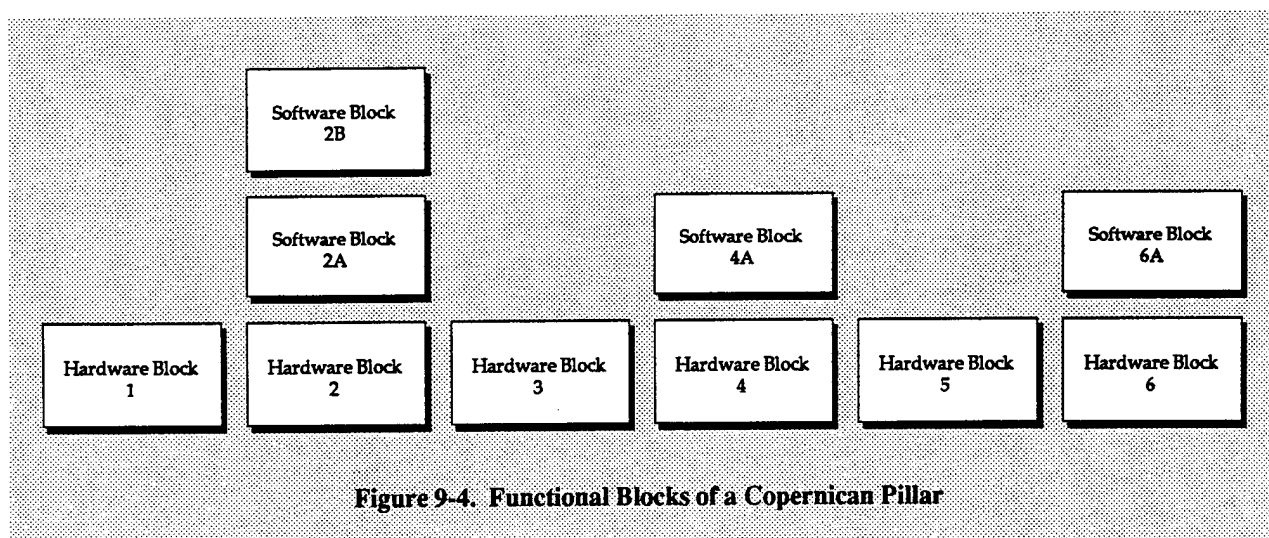 Software Block
2B
Software Block
2A
Software Block
4A
Software Block
6A
Hardware Block
1
Hardware Block
2
Hardware Block
3
Hardware Block
4
Hardware Block
5
Hardware Block
6
Figure 9-4. Functional Blocks of a Copernican Pillar